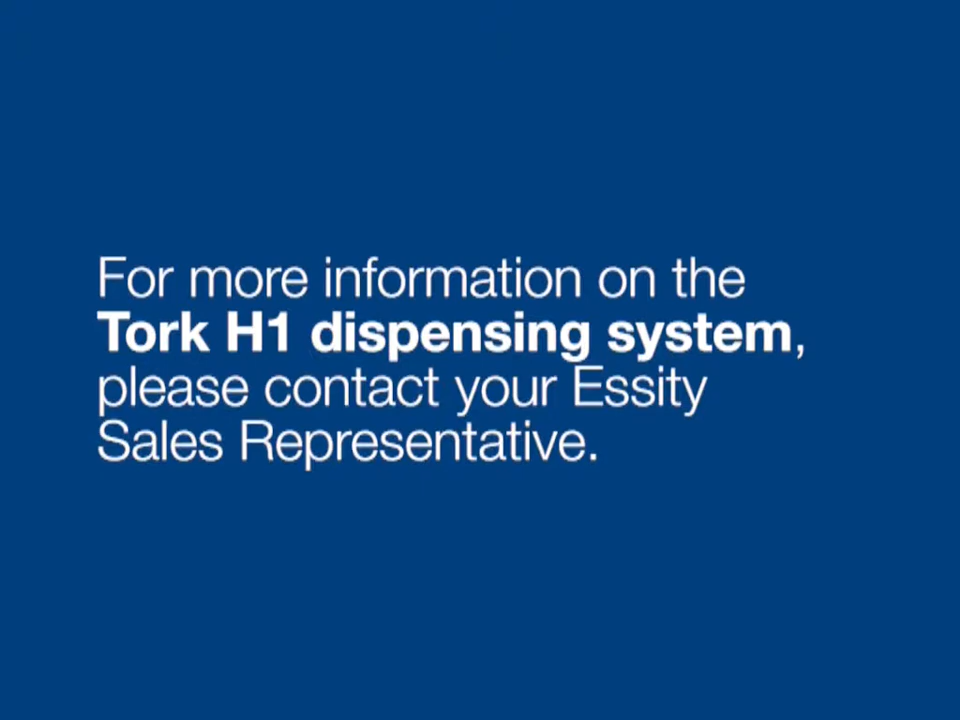 For more information on the
Tork H1 dispensing system,
please contact your Essity
Sales Representative.